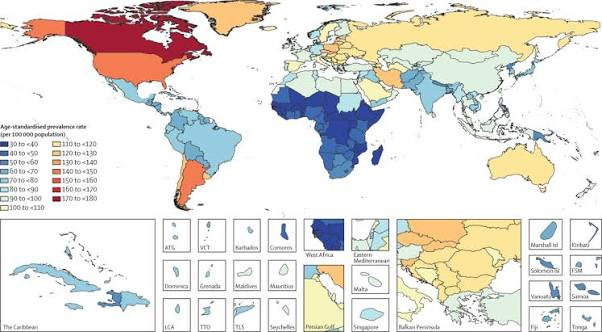 Age-standardised prevalence rate
(per 100 000 population)
30 to <40
40 to <50
50 to <60
60 to <70
70 to <80
80 to <90
90 to <100
100 to <110
110 to <120
120 to <130
130 to <140
140 to <150
150 to <160
160 to <170
170 to <180
The Caribbean
ATG
VCT
Barbados
Comoros
Dominica
Grenada
Maldives
Mauritius
LCA
TTO
TLS
Seychelles
West Africa
Eastern
Mediterranean
Persian Gulf
Malta
Singapore
Balkan Peninsula
Marshall Isl
Kiribati
Solomon Isl
FSM
Vanuatu
Samoa
Fiji
Tonga